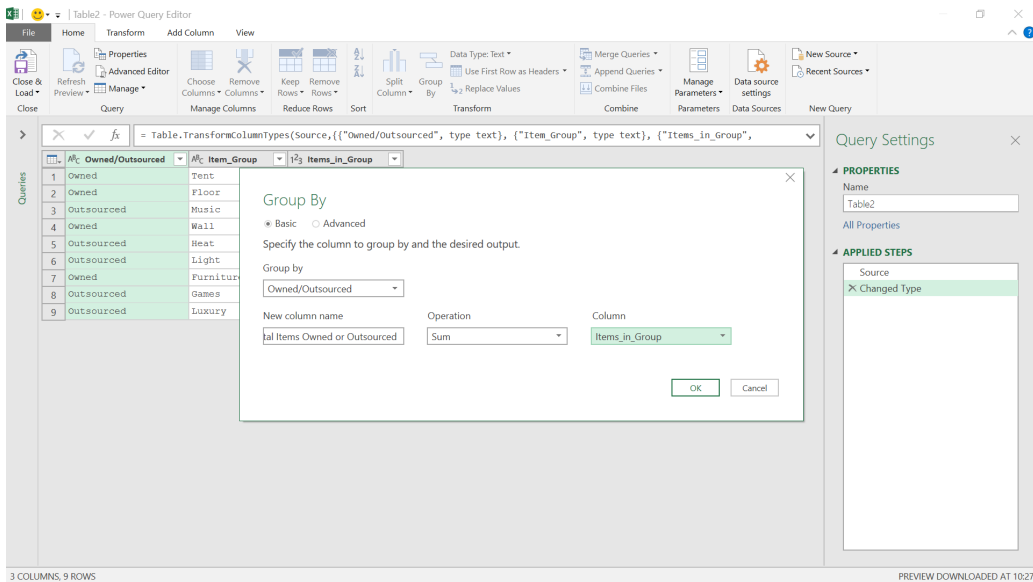 Table2 - Power Query Editor
File Home Transform Add Column View
Close & Load
Close
Refresh Preview
Properties
Advanced Editor
Manage
Query
Choose Columns
Remove Columns
Manage Columns
Keep Rows
Remove Rows
Reduce Rows
Sort
Split Column
Group By
Data Type: Text
Use First Row as Headers
Replace Values
Transform
Merge Queries
Append Queries
Combine Files
Combine
Manage Parameters
Parameters
Data source settings
Data Sources
New Source
Recent Sources
New Query
fx = Table.TransformColumnTypes(Source,{{"Owned/Outsourced", type text}, {"Item_Group", type text}, {"Items_in_Group",
Queries
Owned/Outsourced Item_Group Items_in_Group
1 Owned Tent
2 Owned Floor
3 Outsourced Music
4 Owned Wall
5 Outsourced Heat
6 Outsourced Light
7 Owned Furniture
8 Outsourced Games
9 Outsourced Luxury
Group By
Basic Advanced
Specify the column to group by and the desired output.
Group by
Owned/Outsourced
New column name Operation Column
tal Items Owned or Outsourced Sum Items_in_Group
OK Cancel
Query Settings
PROPERTIES
Name
Table2
All Properties
APPLIED STEPS
Source
Changed Type
3 COLUMNS, 9 ROWS
PREVIEW DOWNLOADED AT 10:27